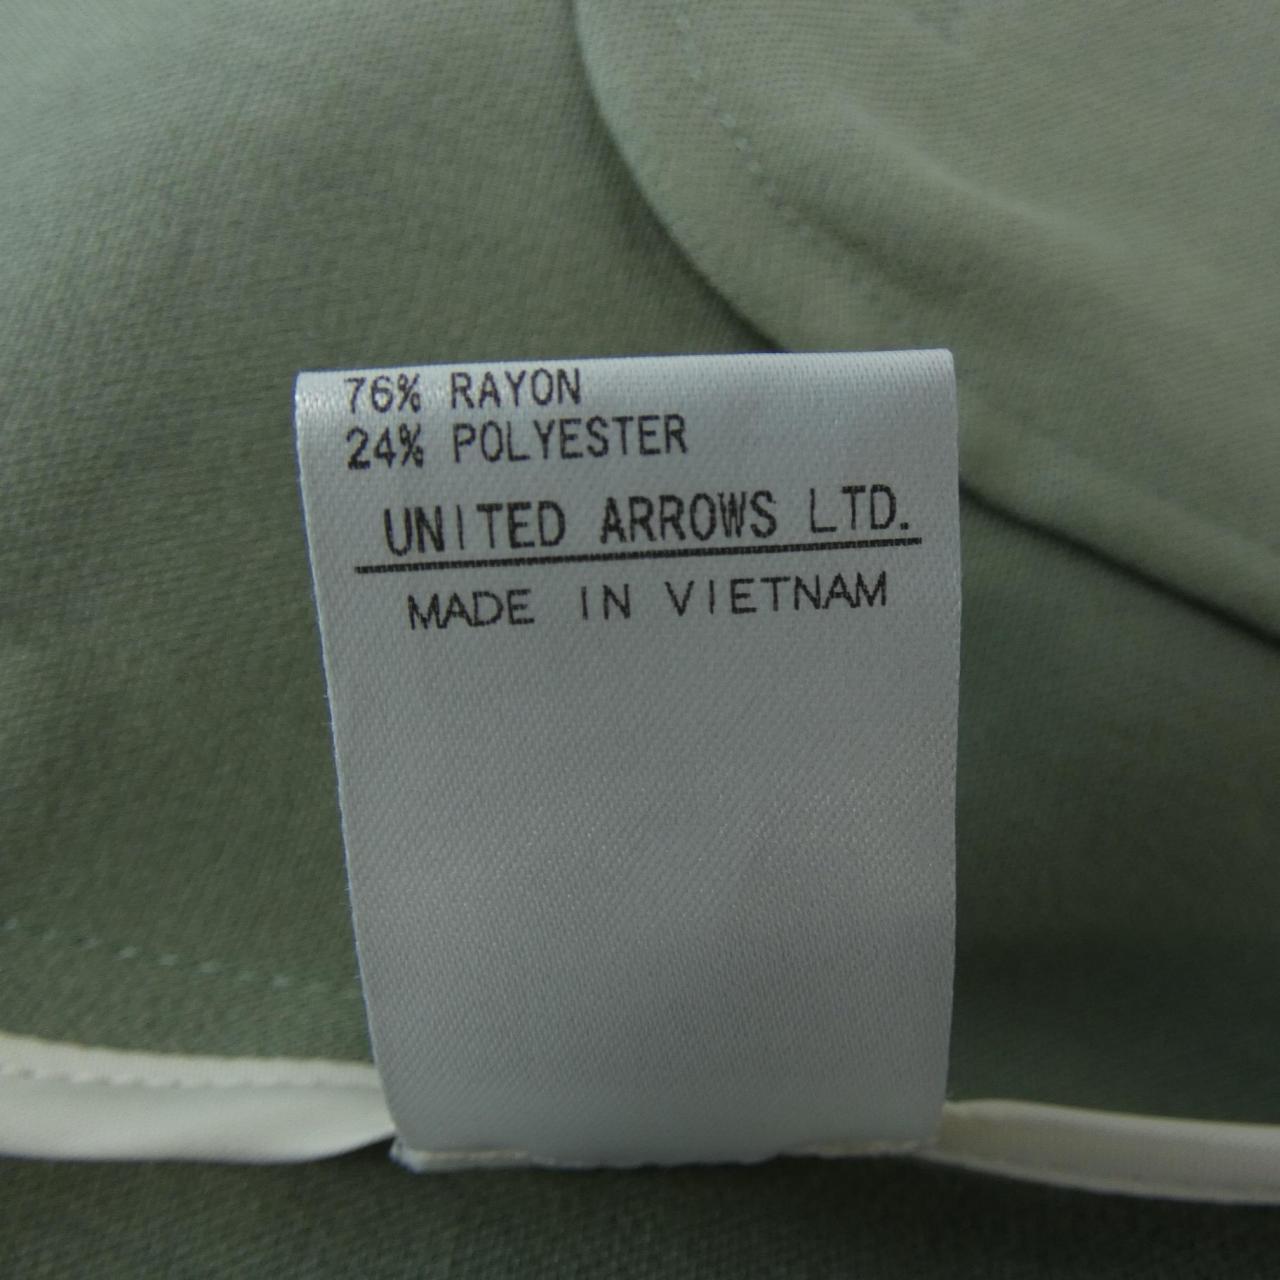 76% RAYON
24% POLYESTER
UNITED ARROWS LTD.
MADE IN VIETNAM